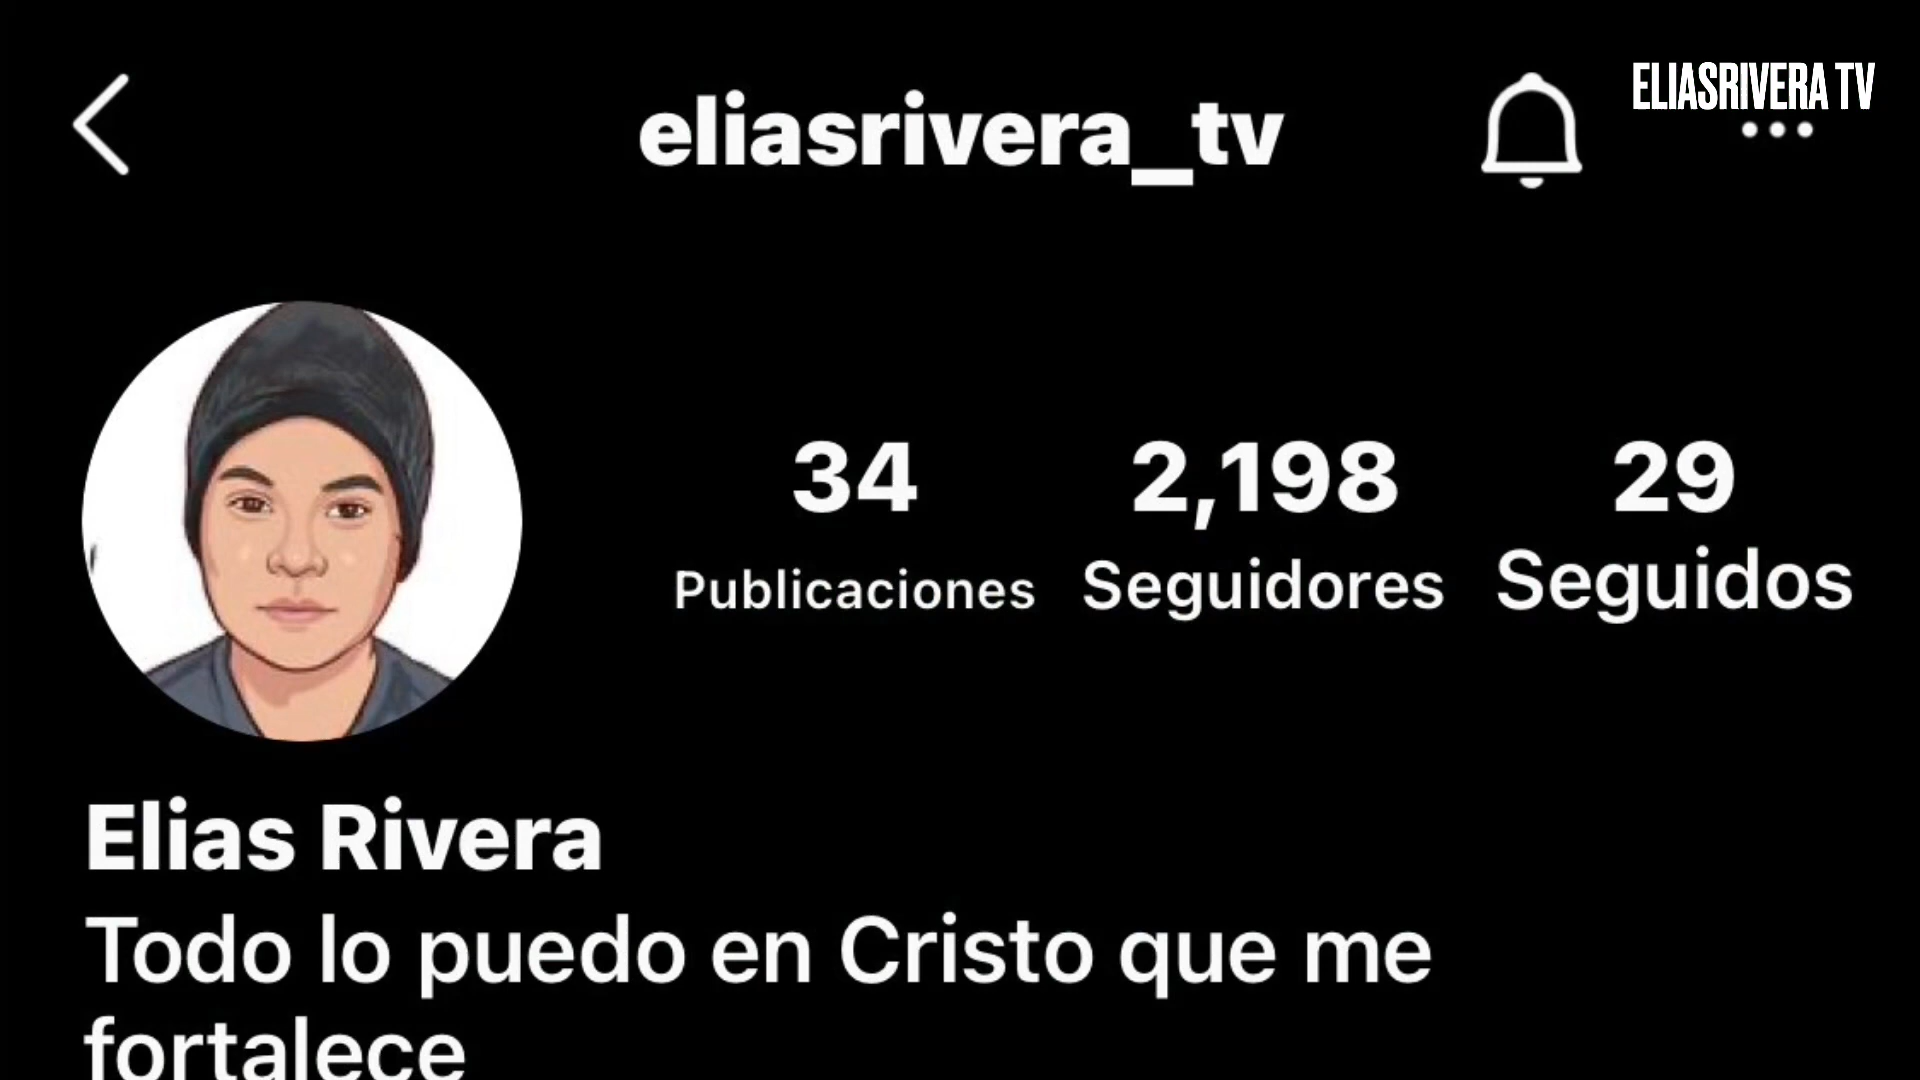 eliasrivera_tv
ELIASRIVERA TV
34 2,198 29
Publicaciones Seguidores Seguidos
Elias Rivera
Todo lo puedo en Cristo que me
fortalece